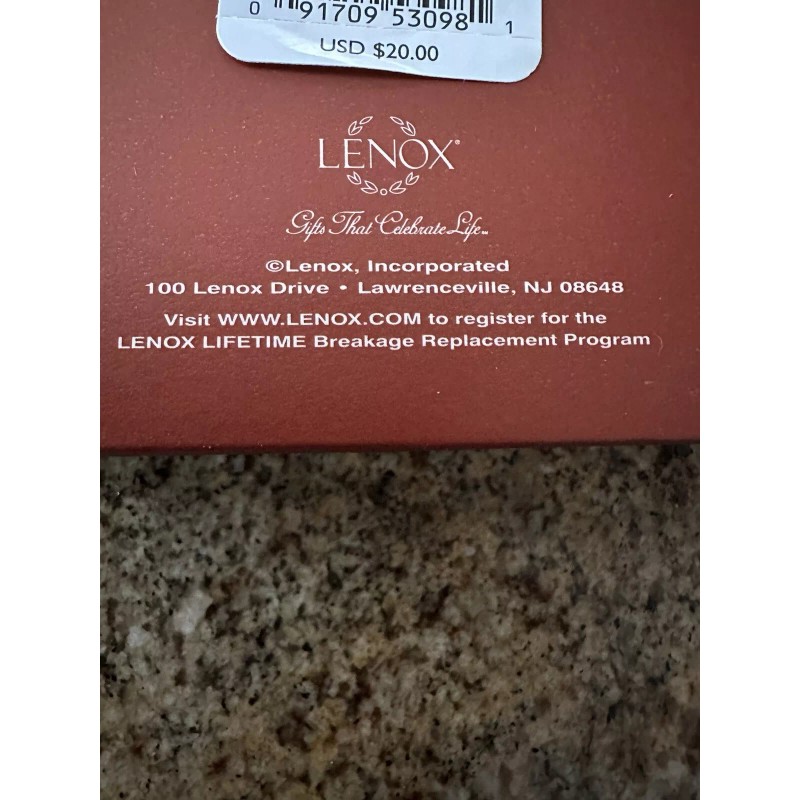 0 91709 53098 1
USD $20.00
LENOX®
Gifts That Celebrate Life™
©Lenox, Incorporated
100 Lenox Drive • Lawrenceville, NJ 08648
Visit WWW.LENOX.COM to register for the
LENOX LIFETIME Breakage Replacement Program